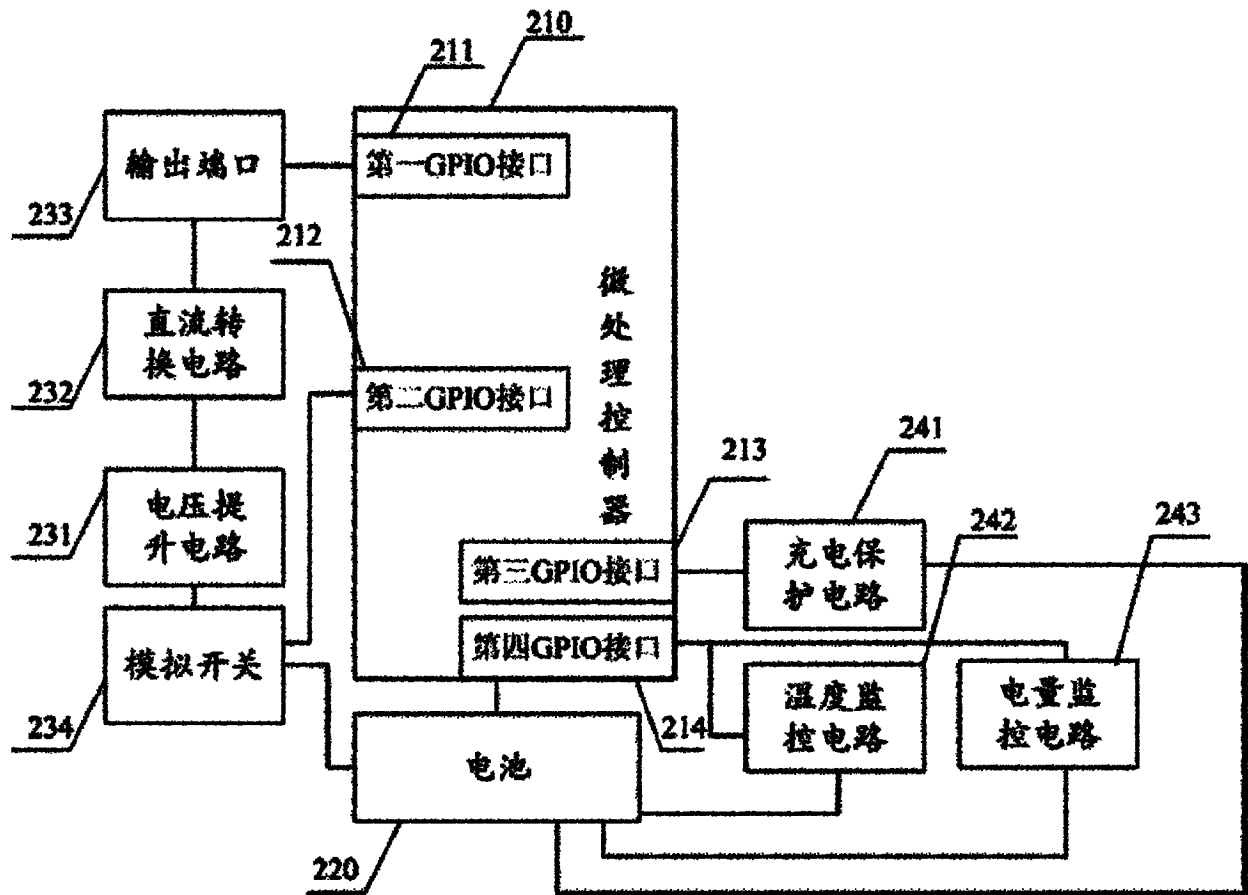 210
211
输出端口
第一GPIO接口
233
212
直流转
换电路
微处理控制器
232
第二GPIO接口
241
213
电压提
升电路
242
243
231
第三GPIO接口
充电保
护电路
模拟开关
第四GPIO接口
温度监
控电路
电量监
控电路
234
214
电池
220